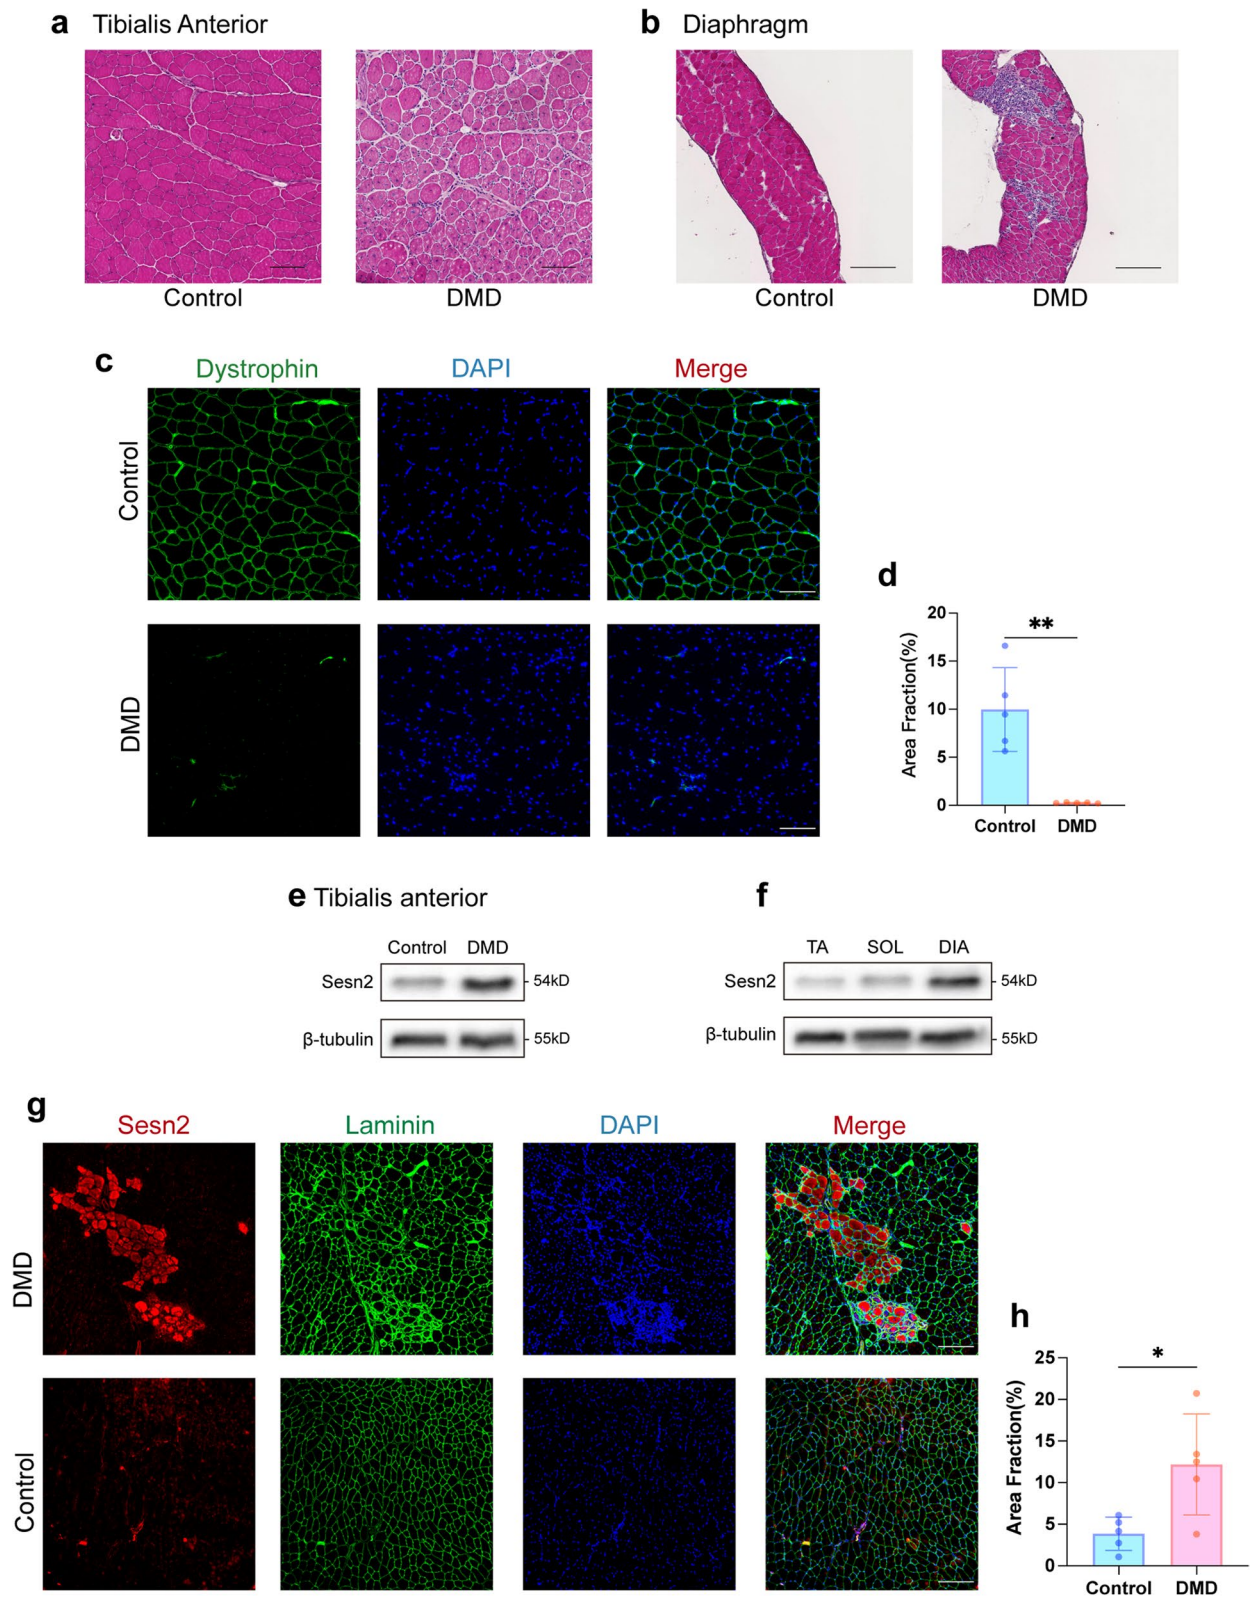 a Tibialis Anterior
b Diaphragm
Control
DMD
Control
DMD
c
Dystrophin
DAPI
Merge
Control
DMD
d
Area Fraction(%)
20
15
10
5
0
**
Control
DMD
e Tibialis anterior
Control DMD
Sesn2
54kD
β-tubulin
55kD
f
TA SOL DIA
Sesn2
54kD
β-tubulin
55kD
g
Sesn2
Laminin
DAPI
Merge
DMD
Control
h
Area Fraction(%)
25
20
15
10
5
0
*
Control
DMD